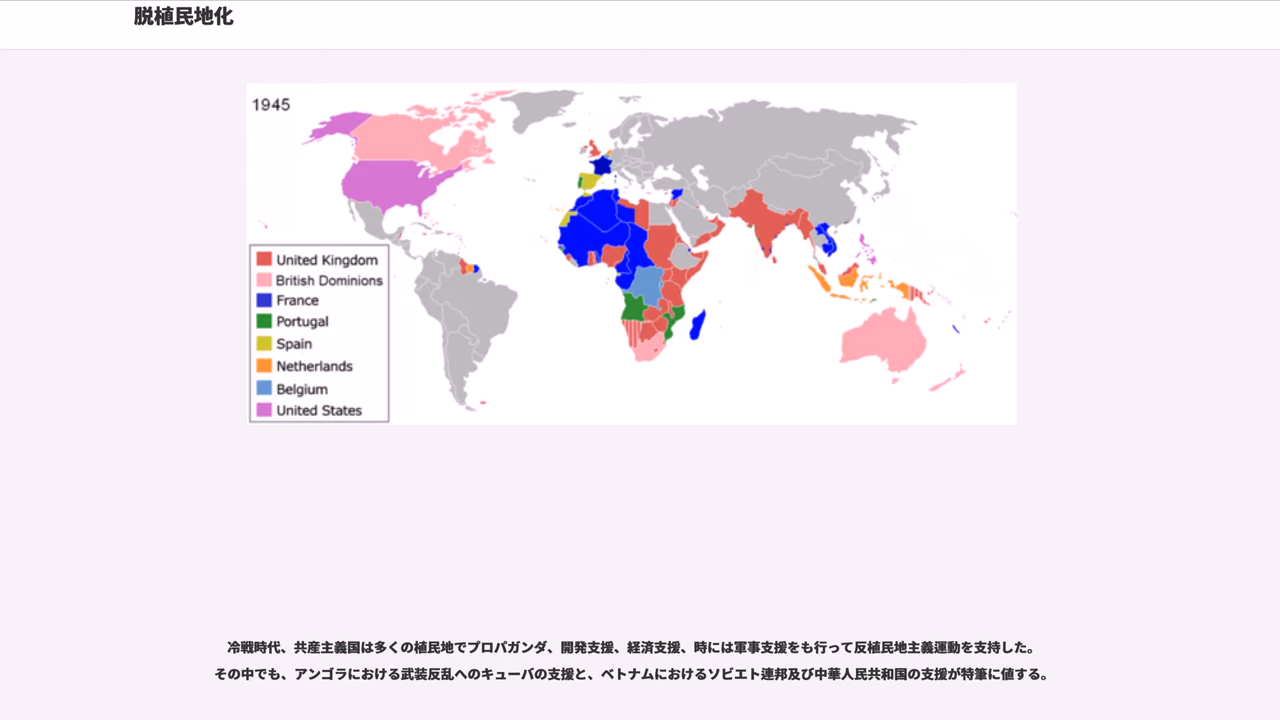 脱植民地化
1945
United Kingdom
British Dominions
France
Portugal
Spain
Netherlands
Belgium
United States
冷戦時代、共産主義国は多くの植民地でプロパガンダ、開発支援、経済支援、時には軍事支援をも行って反植民地主義運動を支持した。
その中でも、アンゴラにおける武装反乱へのキューバの支援と、ベトナムにおけるソビエト連邦及び中華人民共和国の支援が特筆に値する。